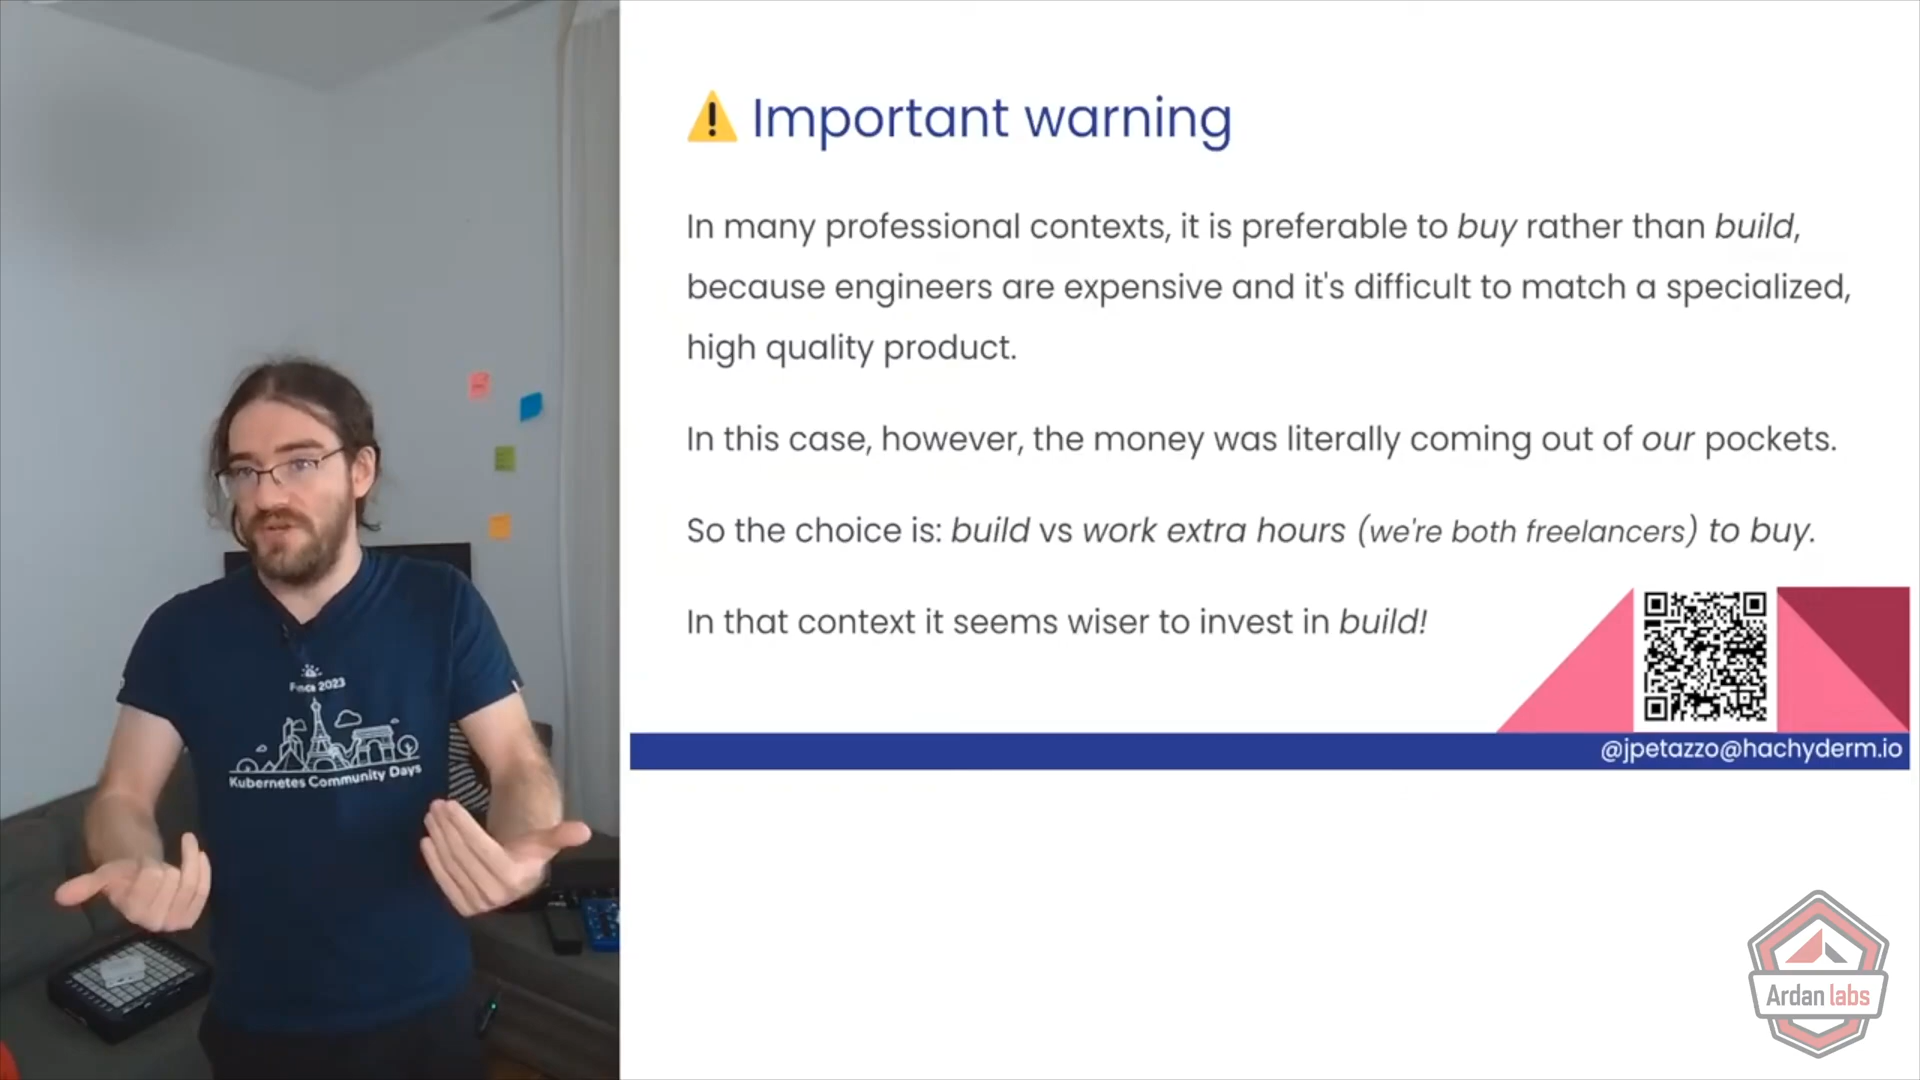 Important warning
In many professional contexts, it is preferable to buy rather than build,
because engineers are expensive and it's difficult to match a specialized,
high quality product.
In this case, however, the money was literally coming out of our pockets.
So the choice is: build vs work extra hours (we're both freelancers) to buy.
In that context it seems wiser to invest in build!
@jpetazzo@hachyderm.io
2023
Kubernetes Community Days
Ardan labs